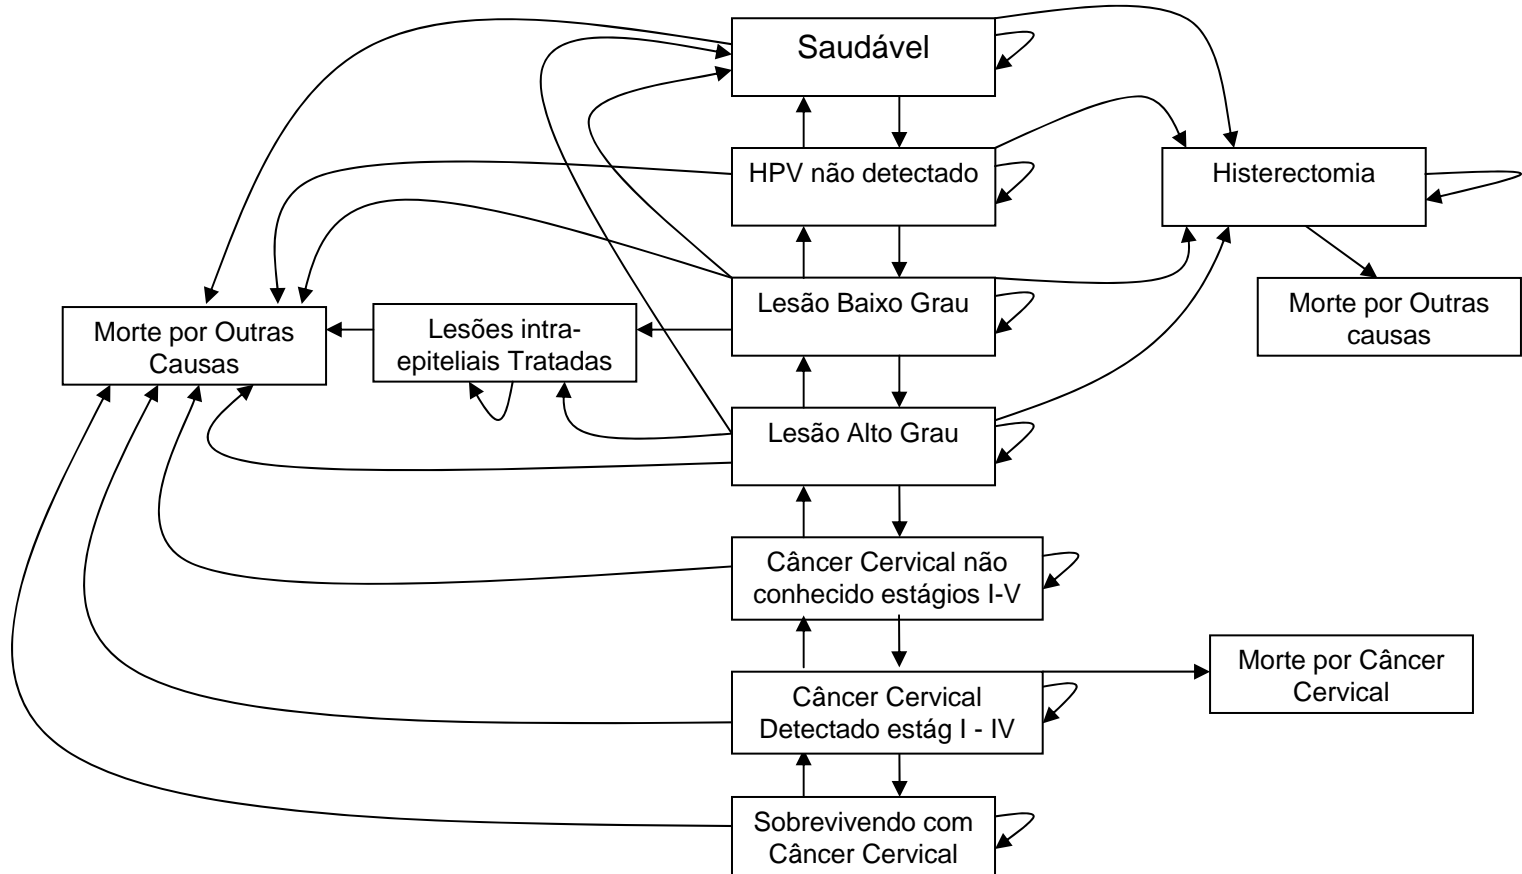 Saudável
HPV não detectado
Histerectomia
Lesão Baixo Grau
Morte por Outras
causas
Morte por Outras
Causas
Lesões intra-
epiteliais Tratadas
Lesão Alto Grau
Câncer Cervical não
conhecido estágios I-V
Morte por Câncer
Cervical
Câncer Cervical
Detectado estág I - IV
Sobrevivendo com
Câncer Cervical